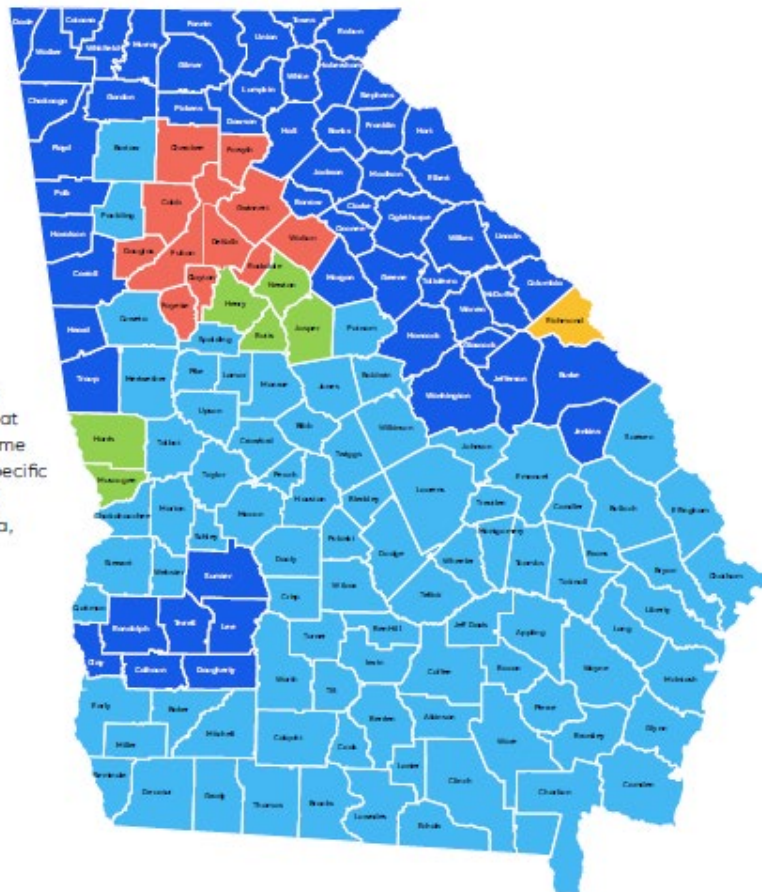 Dade
Catoosa
Fannin
Towns
Rabun
Union
Walker
Whitfield
Murray
Gilmer
Habersham
White
Lumpkin
Stephens
Chattooga
Gordon
Pickens
Dawson
Hall
Banks
Franklin
Hart
Floyd
Bartow
Cherokee
Forsyth
Jackson
Madison
Elbert
Polk
Paulding
Cobb
Gwinnett
Barrow
Clarke
Oconee
Oglethorpe
Wilkes
Lincoln
Haralson
Douglas
Fulton
DeKalb
Walton
Rockdale
Morgan
Greene
Taliaferro
McDuffie
Columbia
Carroll
Clayton
Newton
Henry
Fayette
Warren
Richmond
Heard
Coweta
Spalding
Butts
Jasper
Putnam
Hancock
Glascock
Troup
Meriwether
Pike
Lamar
Monroe
Jones
Baldwin
Washington
Jefferson
Burke
at
Upson
Jenkins
Harris
Talbot
Crawford
Bibb
Wilkinson
Johnson
Screven
me
Twiggs
Emanuel
ecific
Muscogee
Taylor
Peach
Houston
Bleckley
Laurens
Treutlen
Candler
Bulloch
Effingham
Chattahoochee
Marion
Macon
a,
Schley
Pulaski
Dodge
Montgomery
Wheeler
Toombs
Evans
Tattnall
Bryan
Chatham
Stewart
Webster
Sumter
Dooly
Wilcox
Telfair
Quitman
Crisp
Liberty
Long
Randolph
Terrell
Lee
Turner
Ben Hill
Jeff Davis
Appling
Wayne
Clay
Calhoun
Dougherty
Worth
Irwin
Coffee
Bacon
McIntosh
Tift
Early
Baker
Mitchell
Colquitt
Berrien
Atkinson
Pierce
Glynn
Miller
Cook
Ware
Brantley
Lanier
Clinch
Charlton
Camden
Seminole
Decatur
Grady
Thomas
Brooks
Lowndes
Echols